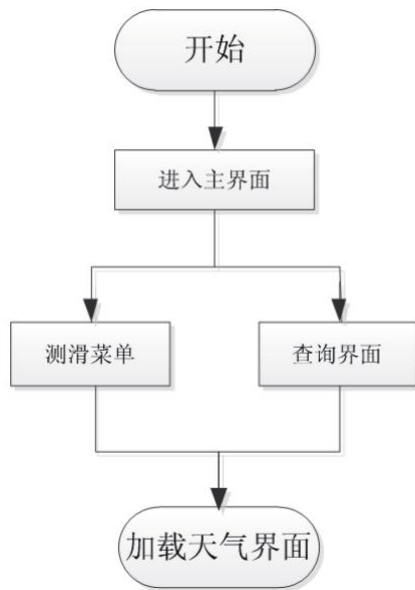 开始
进入主界面
测滑菜单
查询界面
加载天气界面